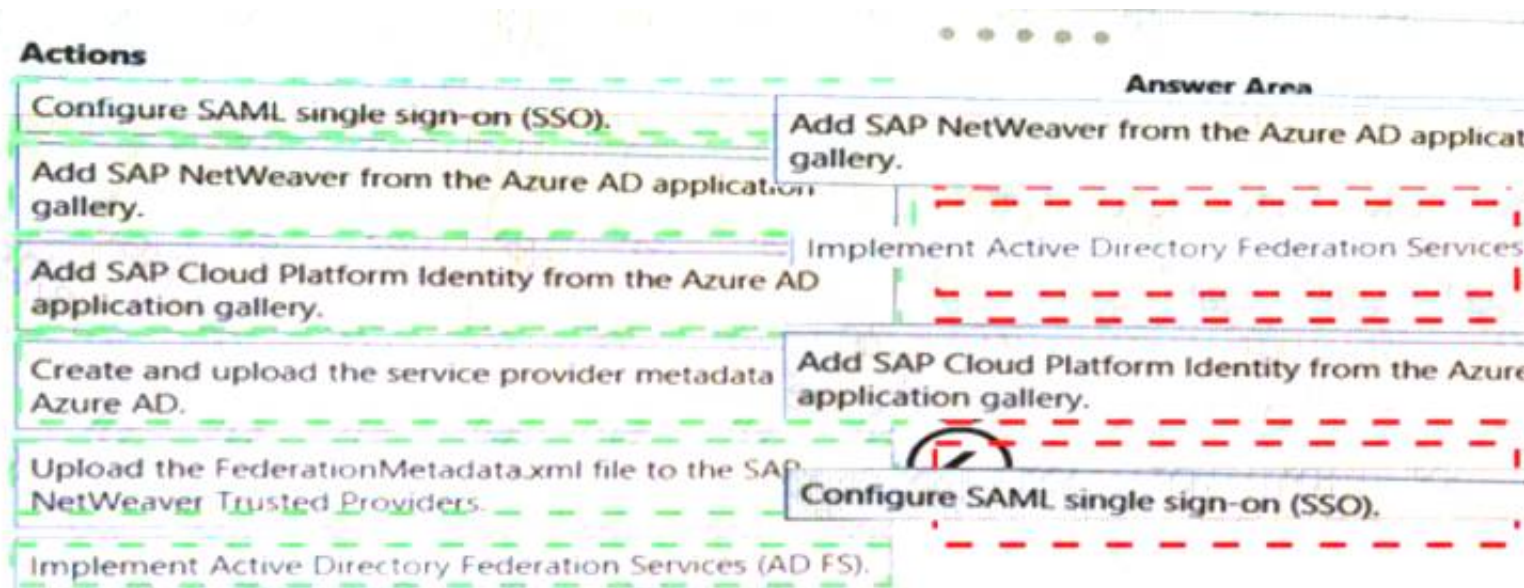 Actions
Configure SAML single sign-on (SSO).
Add SAP NetWeaver from the Azure AD application
gallery.
Add SAP Cloud Platform Identity from the Azure AD
application gallery.
Create and upload the service provider metadata
Azure AD.
Upload the FederationMetadata.xml file to the SAP
NetWeaver Trusted Providers.
Implement Active Directory Federation Services (AD FS).
Answer Area
Add SAP NetWeaver from the Azure AD applicat
gallery.
Implement Active Directory Federation Services
Add SAP Cloud Platform Identity from the Azure
application gallery.
Configure SAML single sign-on (SSO).